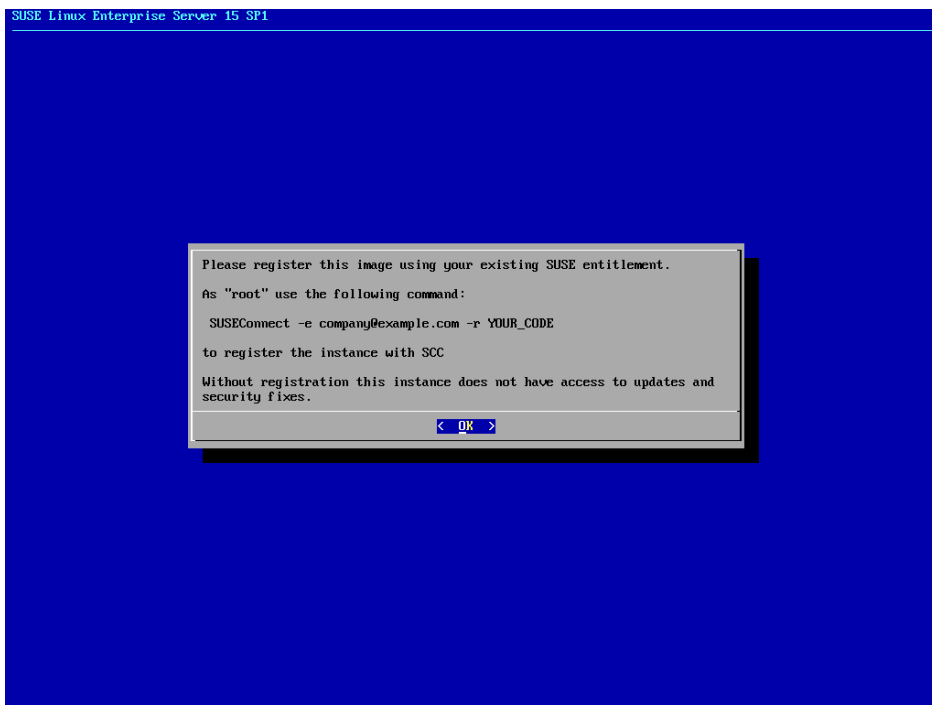 SUSE Linux Enterprise Server 15 SP1
Please register this image using your existing SUSE entitlement.
As "root" use the following command:
SUSEConnect -e company@example.com -r YOUR_CODE
to register the instance with SCC
Without registration this instance does not have access to updates and
security fixes.
< OK >